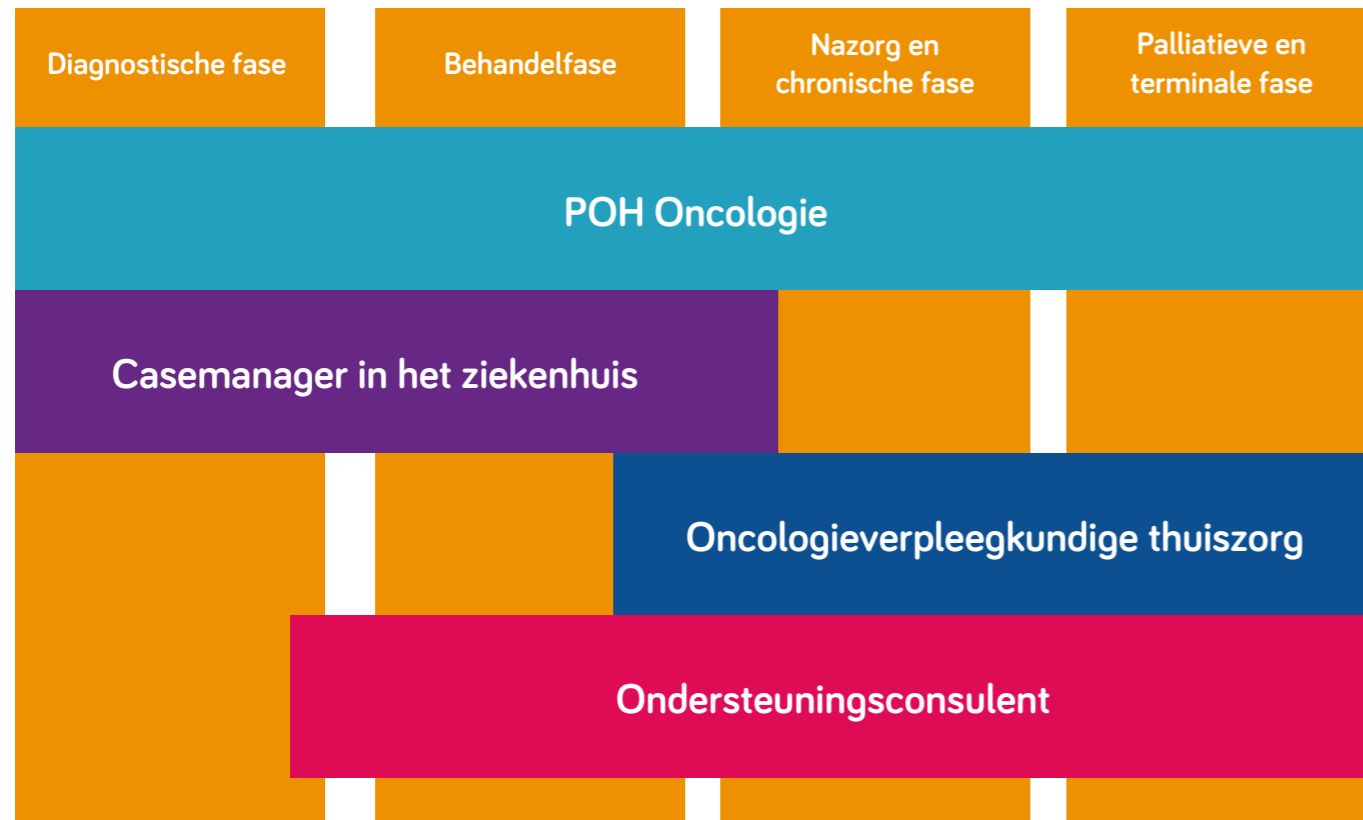 Diagnostische fase
Behandelfase
Nazorg en
chronische fase
Palliatieve en
terminale fase
POH Oncologie
Casemanager in het ziekenhuis
Oncologieverpleegkundige thuiszorg
Ondersteuningsconsulent